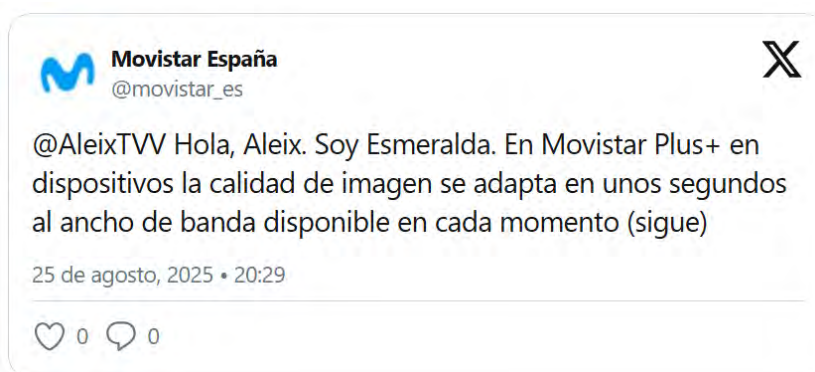 Movistar España
@movistar_es
@AleixTVV Hola, Aleix. Soy Esmeralda. En Movistar Plus+ en
dispositivos la calidad de imagen se adapta en unos segundos
al ancho de banda disponible en cada momento (sigue)
25 de agosto, 2025 • 20:29
0 0